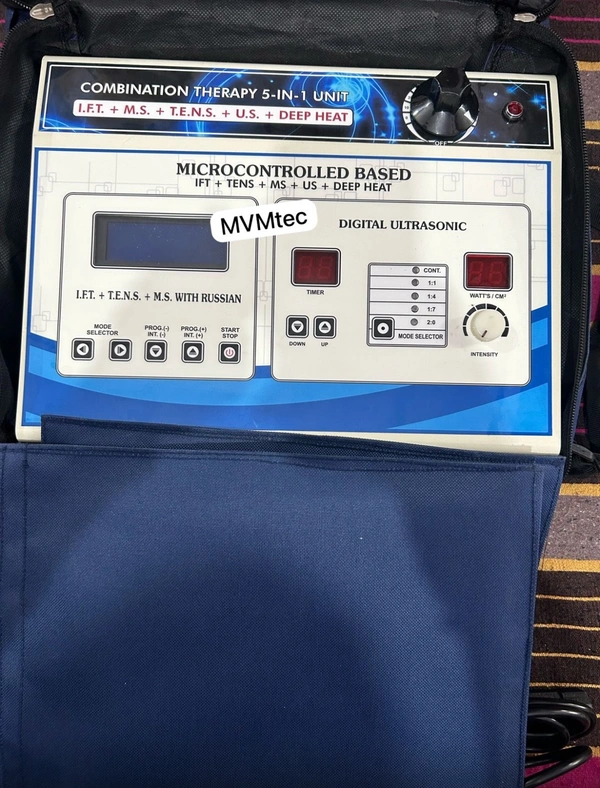 COMBINATION THERAPY 5-IN-1 UNIT
I.F.T. + M.S. + T.E.N.S. + U.S. + DEEP HEAT
OFF
MICROCONTROLLED BASED
IFT + TENS + MS + US + DEEP HEAT
MVMtec
DIGITAL ULTRASONIC
I.F.T. + T.E.N.S. + M.S. WITH RUSSIAN
MODE
SELECTOR
PROG.(-)
INT. (-)
PROG.(+)
INT. (+)
START
STOP
TIMER
DOWN
UP
CONT.
1:1
1:4
1:7
2:0
MODE SELECTOR
WATT'S / CM²
INTENSITY